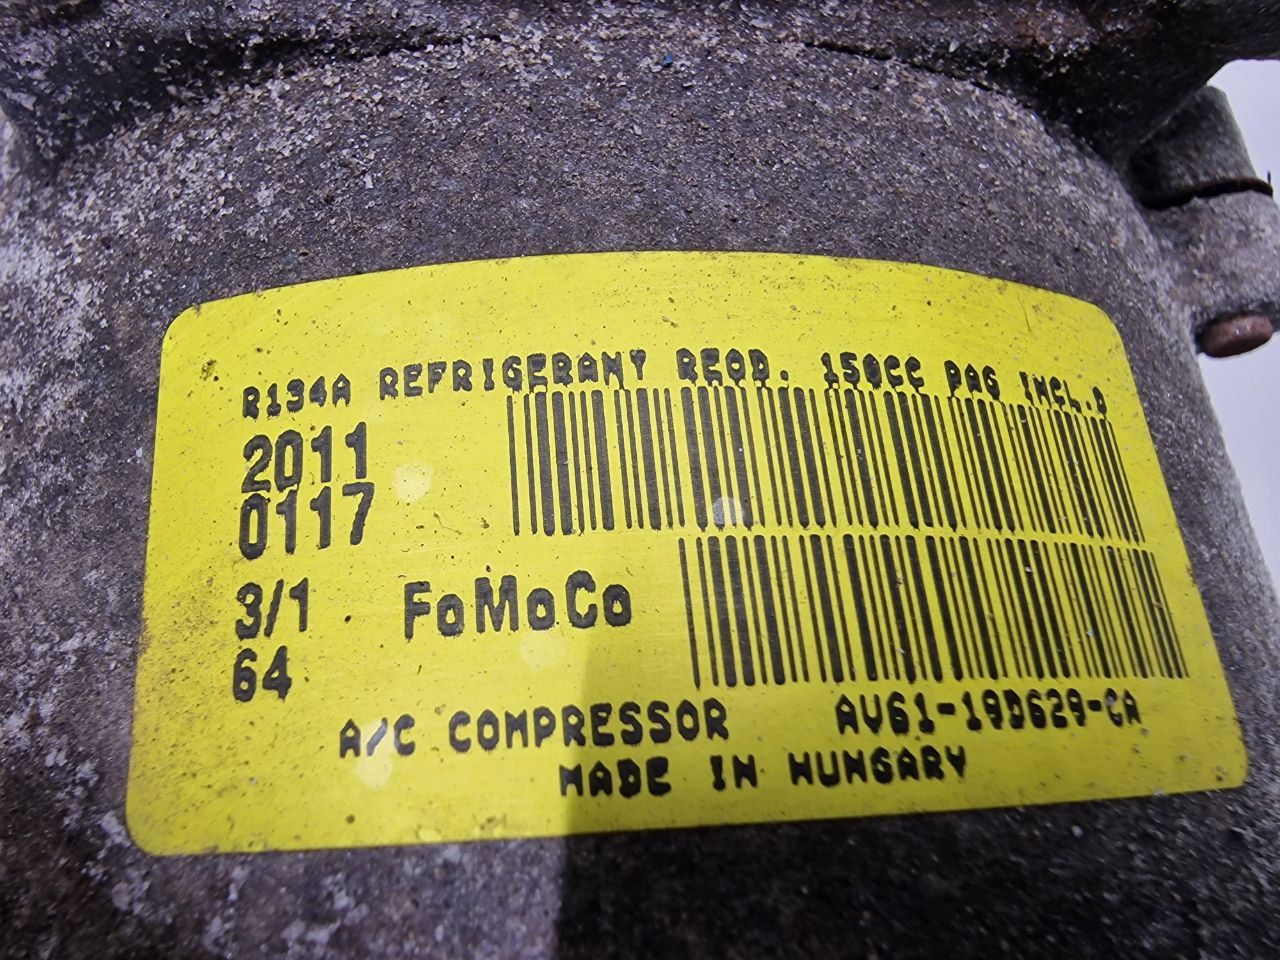 R134A REFRIGERANT REQD. 150CC PAG INCL.D
2011
0117
3/1
FoMoCo
64
A/C COMPRESSOR AV61-19D629-CA
MADE IN HUNGARY